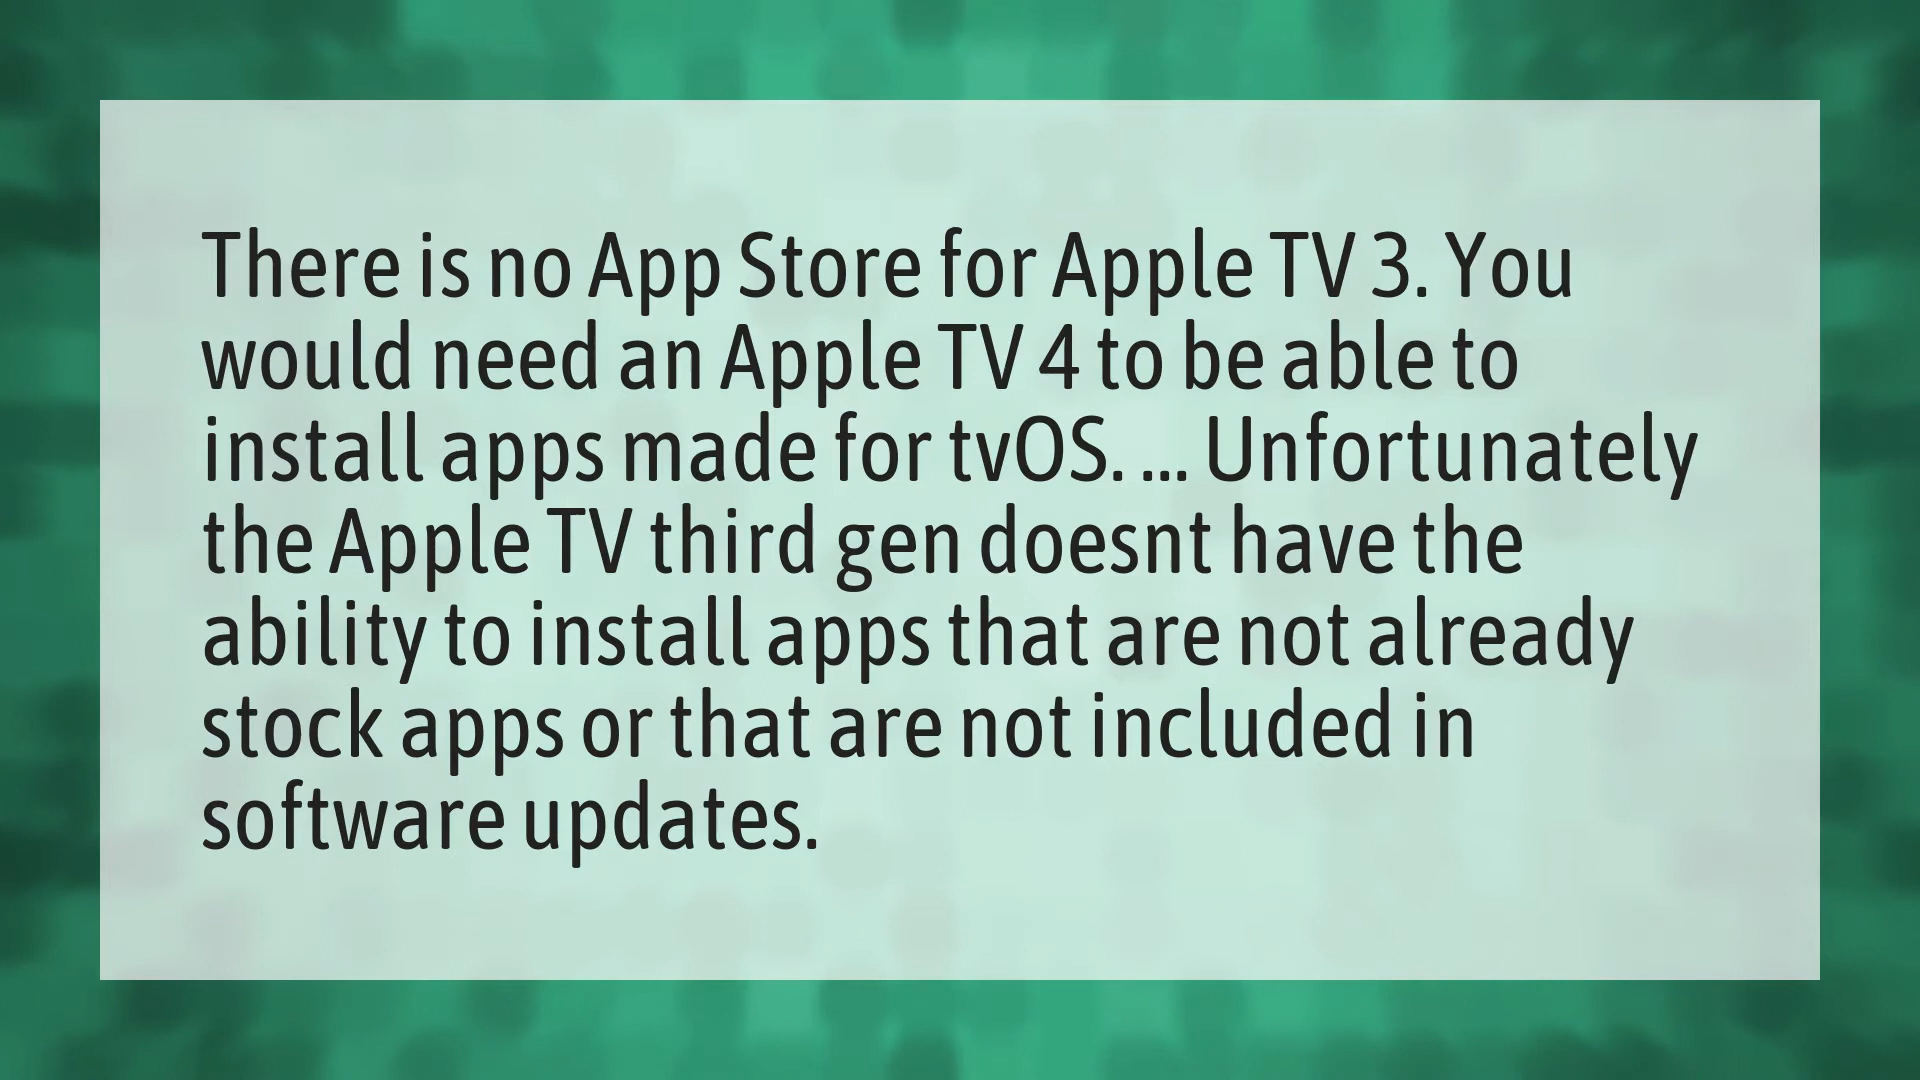 There is no App Store for Apple TV 3. You
would need an Apple TV 4 to be able to
install apps made for tvOS. ... Unfortunately
the Apple TV third gen doesnt have the
ability to install apps that are not already
stock apps or that are not included in
software updates.